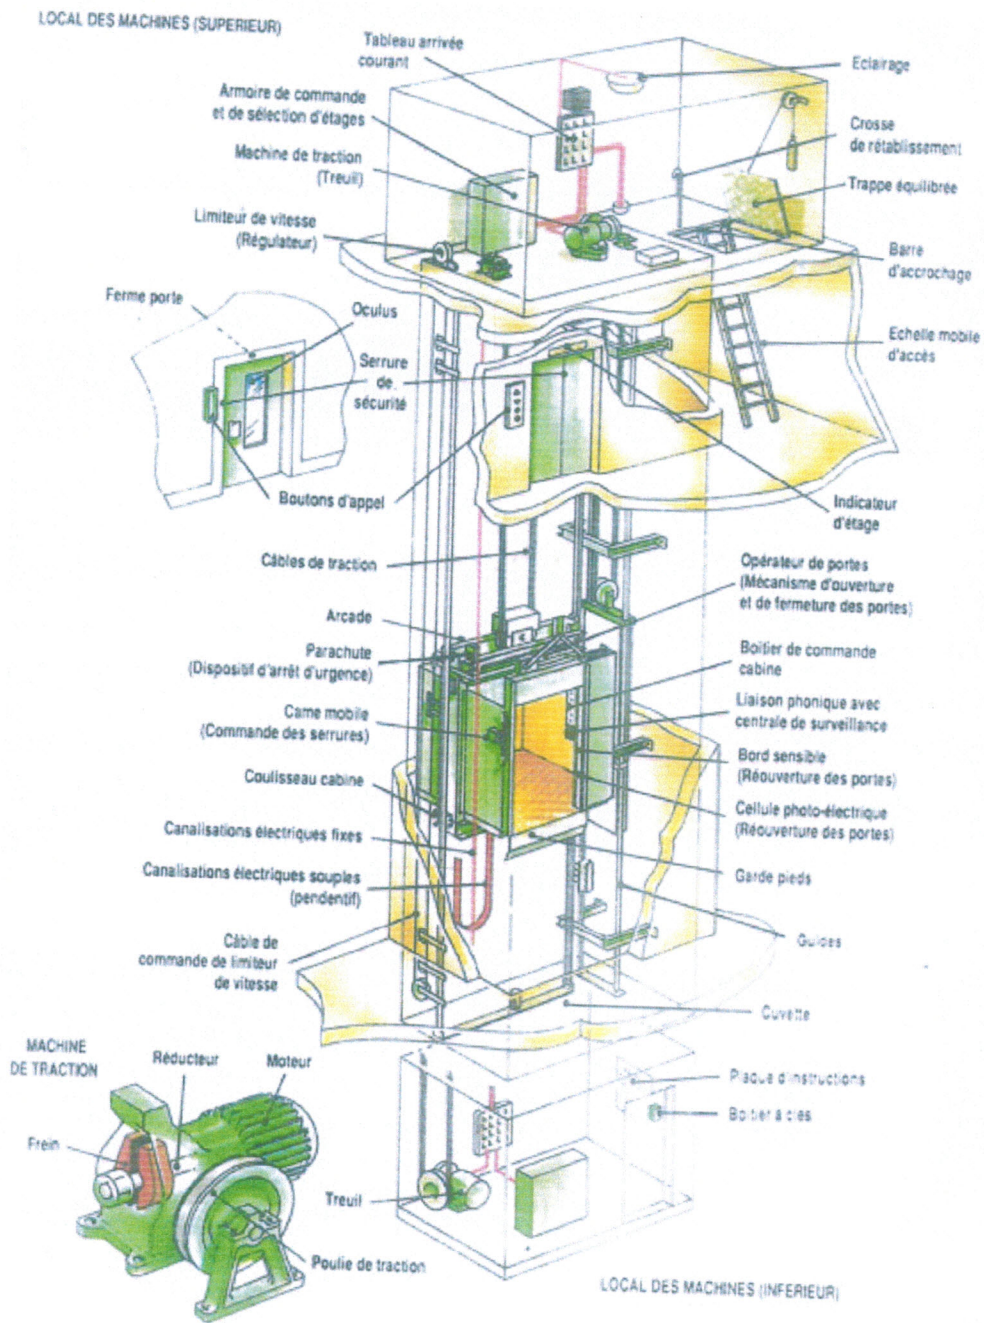 LOCAL DES MACHINES (SUPERIEUR)
Tableau arrivée
courant
Eclairage
Armoire de commande
et de sélection d'étages
Crosse
de rétablissement
Machine de traction
(Treuil)
Trappe équilibrée
Limiteur de vitesse
(Régulateur)
Barre
d'accrochage
Ferme porte
Oculus
Echelle mobile
d'accès
Serrure
de
sécurité
Boutons d'appel
Indicateur
d'étage
Câbles de traction
Opérateur de portes
(Mécanisme d'ouverture
et de fermeture des portes)
Arcade
Parachute
(Dispositif d'arrêt d'urgence)
Boîtier de commande
cabine
Liaison phonique avec
centrale de surveillance
Came mobile
(Commande des serrures)
Bord sensible
(Réouverture des portes)
Coulisseau cabine
Cellule photo-électrique
(Réouverture des portes)
Canalisations électriques fixes
Canalisations électriques souples
(pendentif)
Garde pieds
Guides
Câble de
commande de limiteur
de vitesse
Cuvette
MACHINE
DE TRACTION
Réducteur
Moteur
Plaque d'instructions
Boîtier à clés
Frein
Treuil
Poulie de traction
LOCAL DES MACHINES (INFERIEUR)